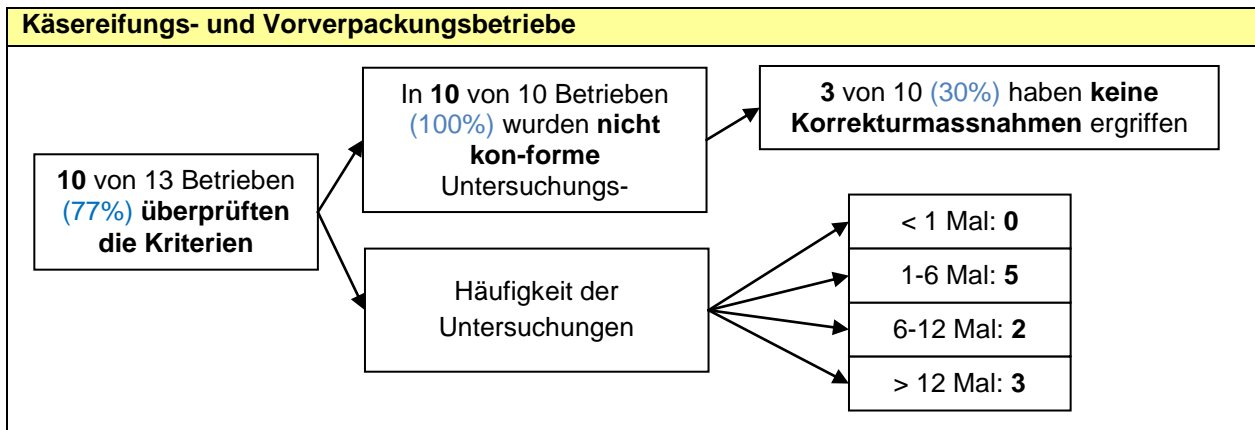 Käsereifungs- und Vorverpackungsbetriebe
10 von 13 Betrieben
(77%) überprüften
die Kriterien
In 10 von 10 Betrieben
(100%) wurden nicht
kon-forme
Untersuchungs-
3 von 10 (30%) haben keine
Korrekturmassnahmen ergriffen
Häufigkeit der
Untersuchungen
< 1 Mal: 0
1-6 Mal: 5
6-12 Mal: 2
> 12 Mal: 3